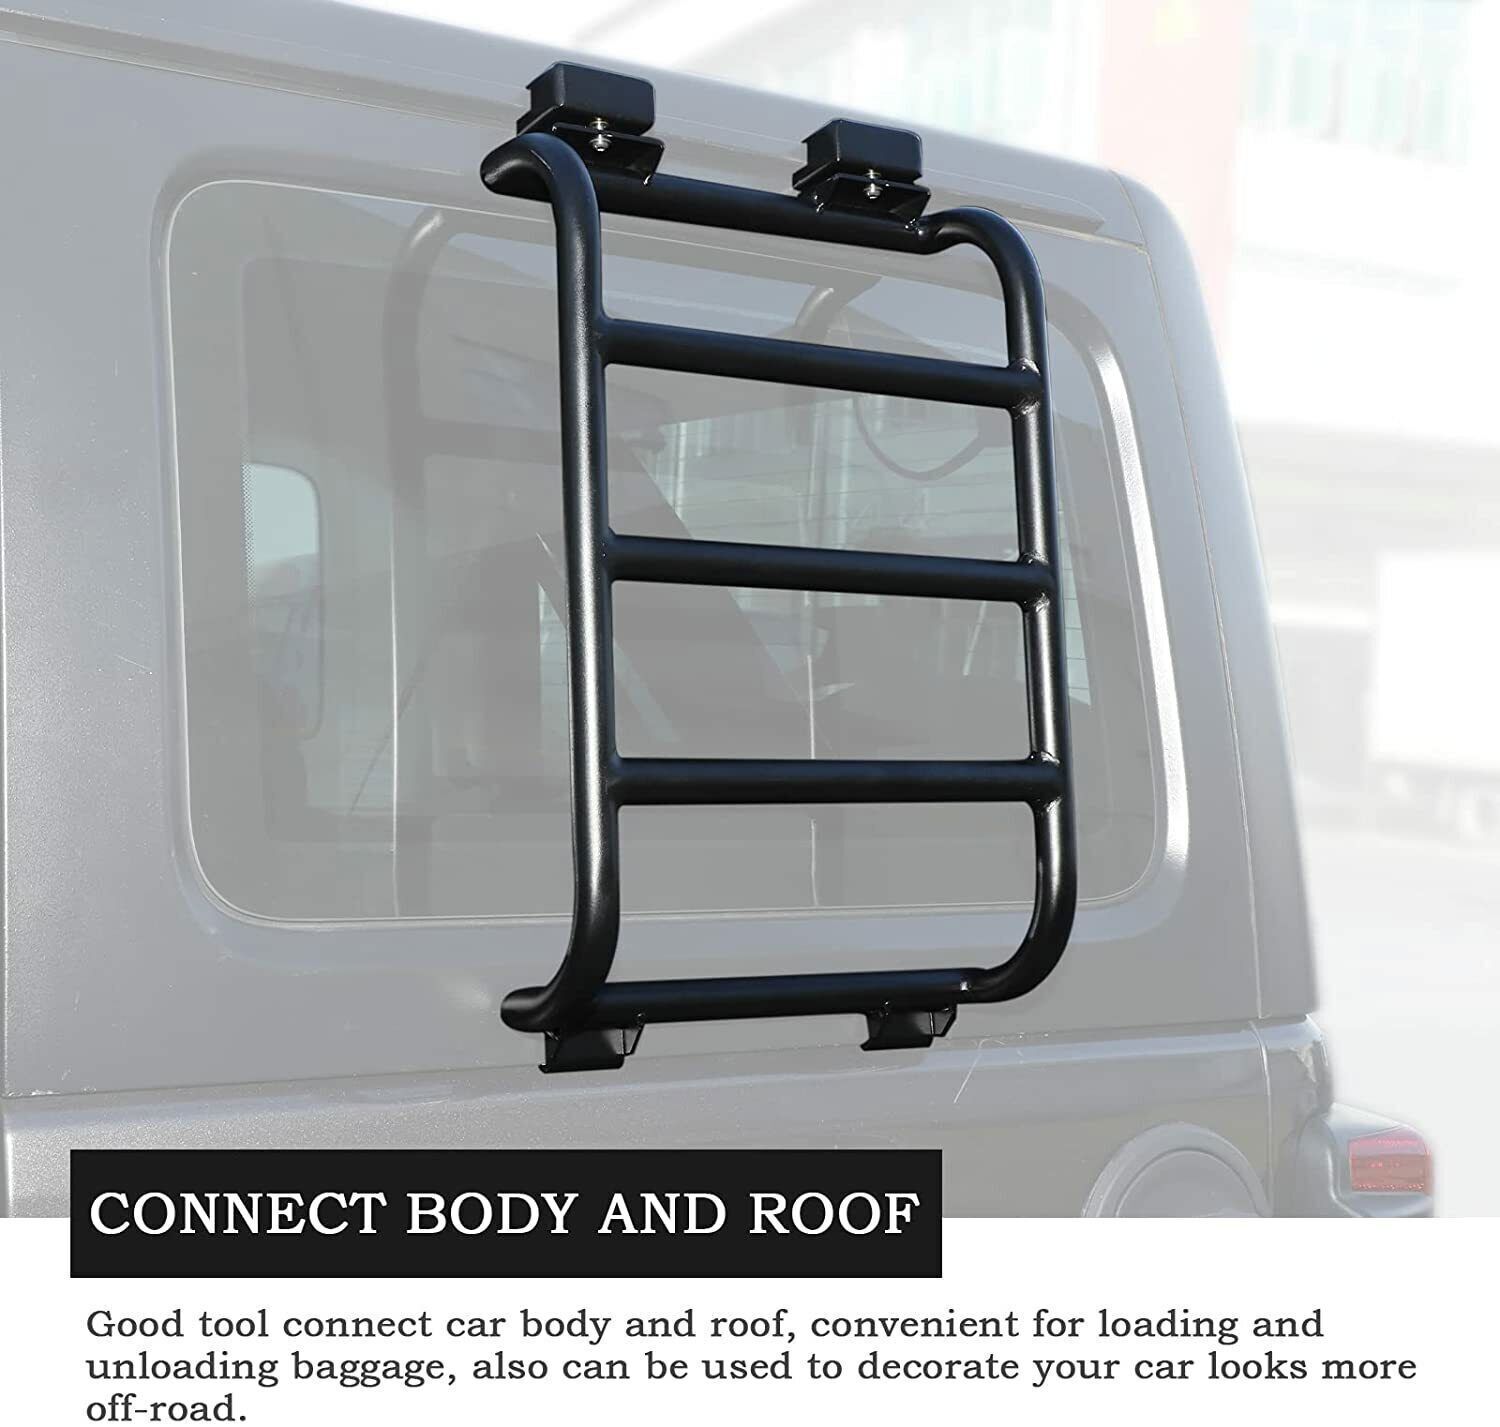 CONNECT BODY AND ROOF
Good tool connect car body and roof, convenient for loading and
unloading baggage, also can be used to decorate your car looks more
off-road.